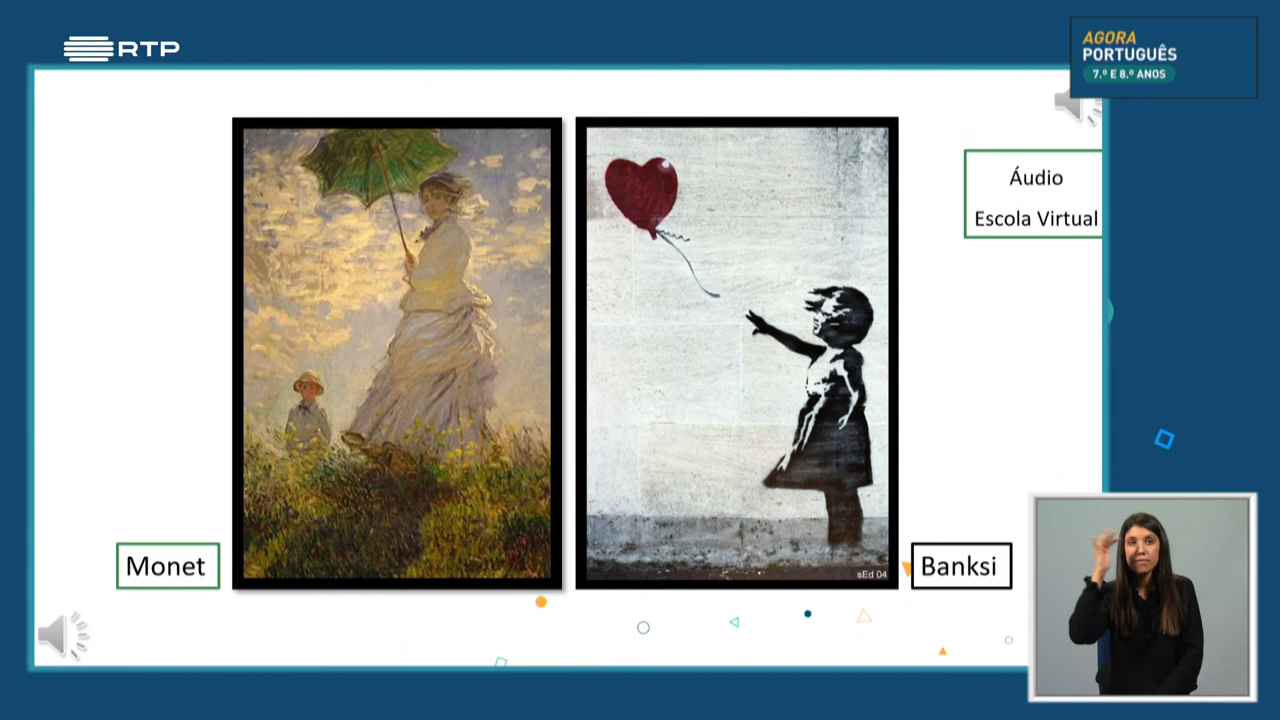 RTP
AGORA
PORTUGUÊS
7.º E 8.º ANOS
Áudio
Escola Virtual
Monet
Banksi
sEd 04